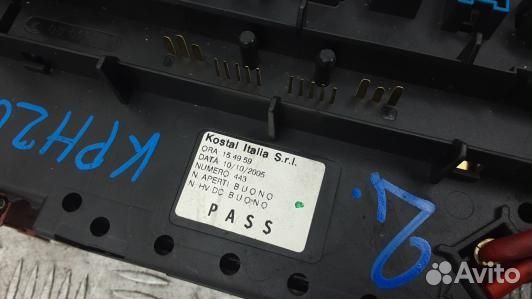 Kostal Italia S.r.l.
ORA 15.49.59
DATA 10/10/2005
NUMERO 443
N. APERTI BUONO
N. HV DC BUONO
PASS
2
Avito